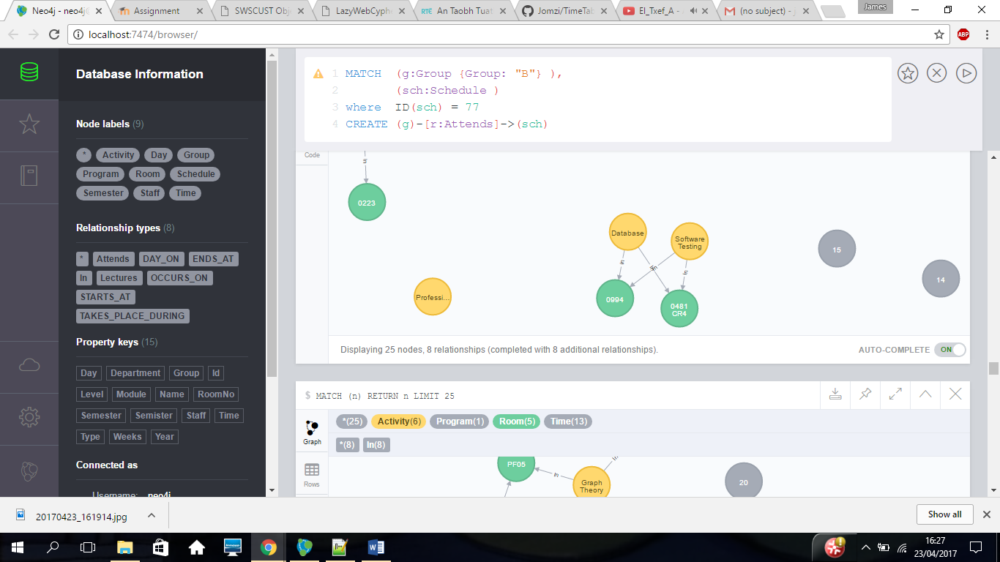 Neo4j - neo4j@
Assignment
SWSCUST Obj
LazyWebCyphe
An Taobh Tuat
Jomzi/TimeTab
El_Txef_A -
(no subject) - j
James
localhost:7474/browser/
ABP
Database Information
Node labels (9)
* Activity Day Group
Program Room Schedule
Semester Staff Time
Relationship types (8)
* Attends DAY_ON ENDS_AT
In Lectures OCCURS_ON
STARTS_AT
TAKES_PLACE_DURING
Property keys (15)
Day Department Group Id
Level Module Name RoomNo
Semester Semister Staff Time
Type Weeks Year
Connected as
Username: neo4j
1 MATCH (g:Group {Group: "B"} ),
2 (sch:Schedule )
3 where ID(sch) = 77
4 CREATE (g)-[r:Attends]->(sch)
Code
In
0223
Database
Software
Testing
15
In
In
In
14
Professi...
0994
0481
CR4
Displaying 25 nodes, 8 relationships (completed with 8 additional relationships).
AUTO-COMPLETE ON
$ MATCH (n) RETURN n LIMIT 25
Graph
*(25) Activity(6) Program(1) Room(5) Time(13)
*(8) In(8)
Rows
PF05
In
In
Graph
Theory
20
20170423_161914.jpg
Show all
16:27
23/04/2017